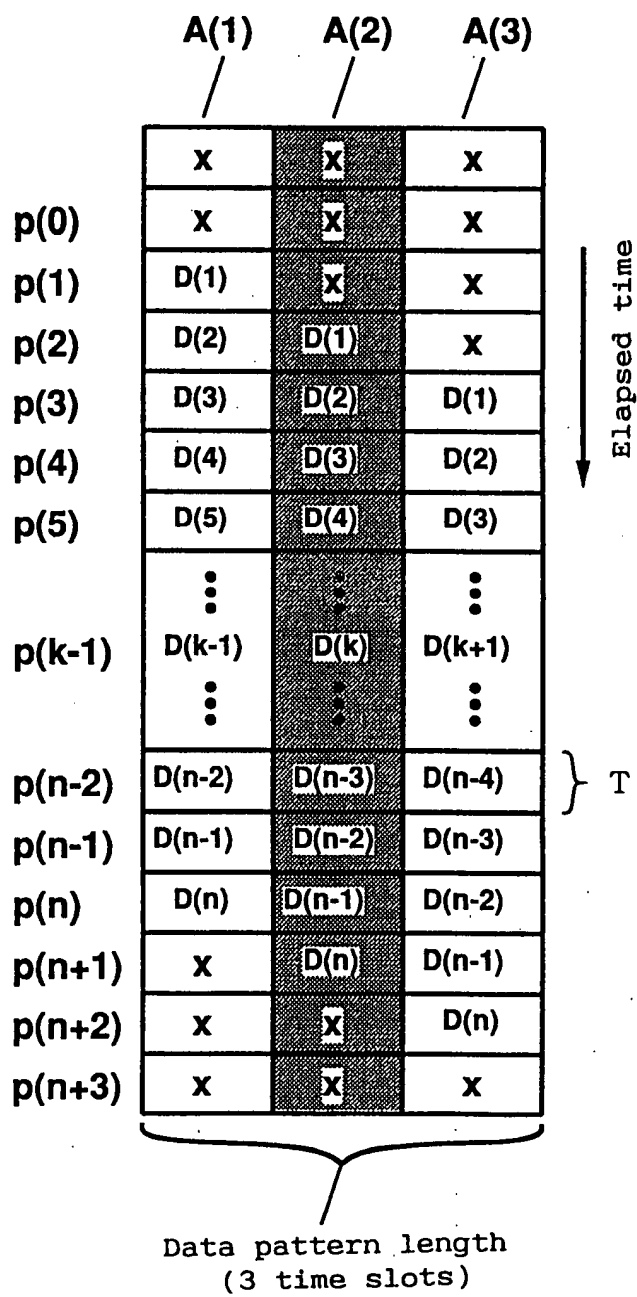 A(1) A(2) A(3)
x x x
p(0) x x x
p(1) D(1) x x
p(2) D(2) D(1) x
p(3) D(3) D(2) D(1)
p(4) D(4) D(3) D(2)
p(5) D(5) D(4) D(3)
p(k-1) D(k-1) D(k) D(k+1)
p(n-2) D(n-2) D(n-3) D(n-4) T
p(n-1) D(n-1) D(n-2) D(n-3)
p(n) D(n) D(n-1) D(n-2)
p(n+1) x D(n) D(n-1)
p(n+2) x x D(n)
p(n+3) x x x
Elapsed time
Data pattern length
(3 time slots)